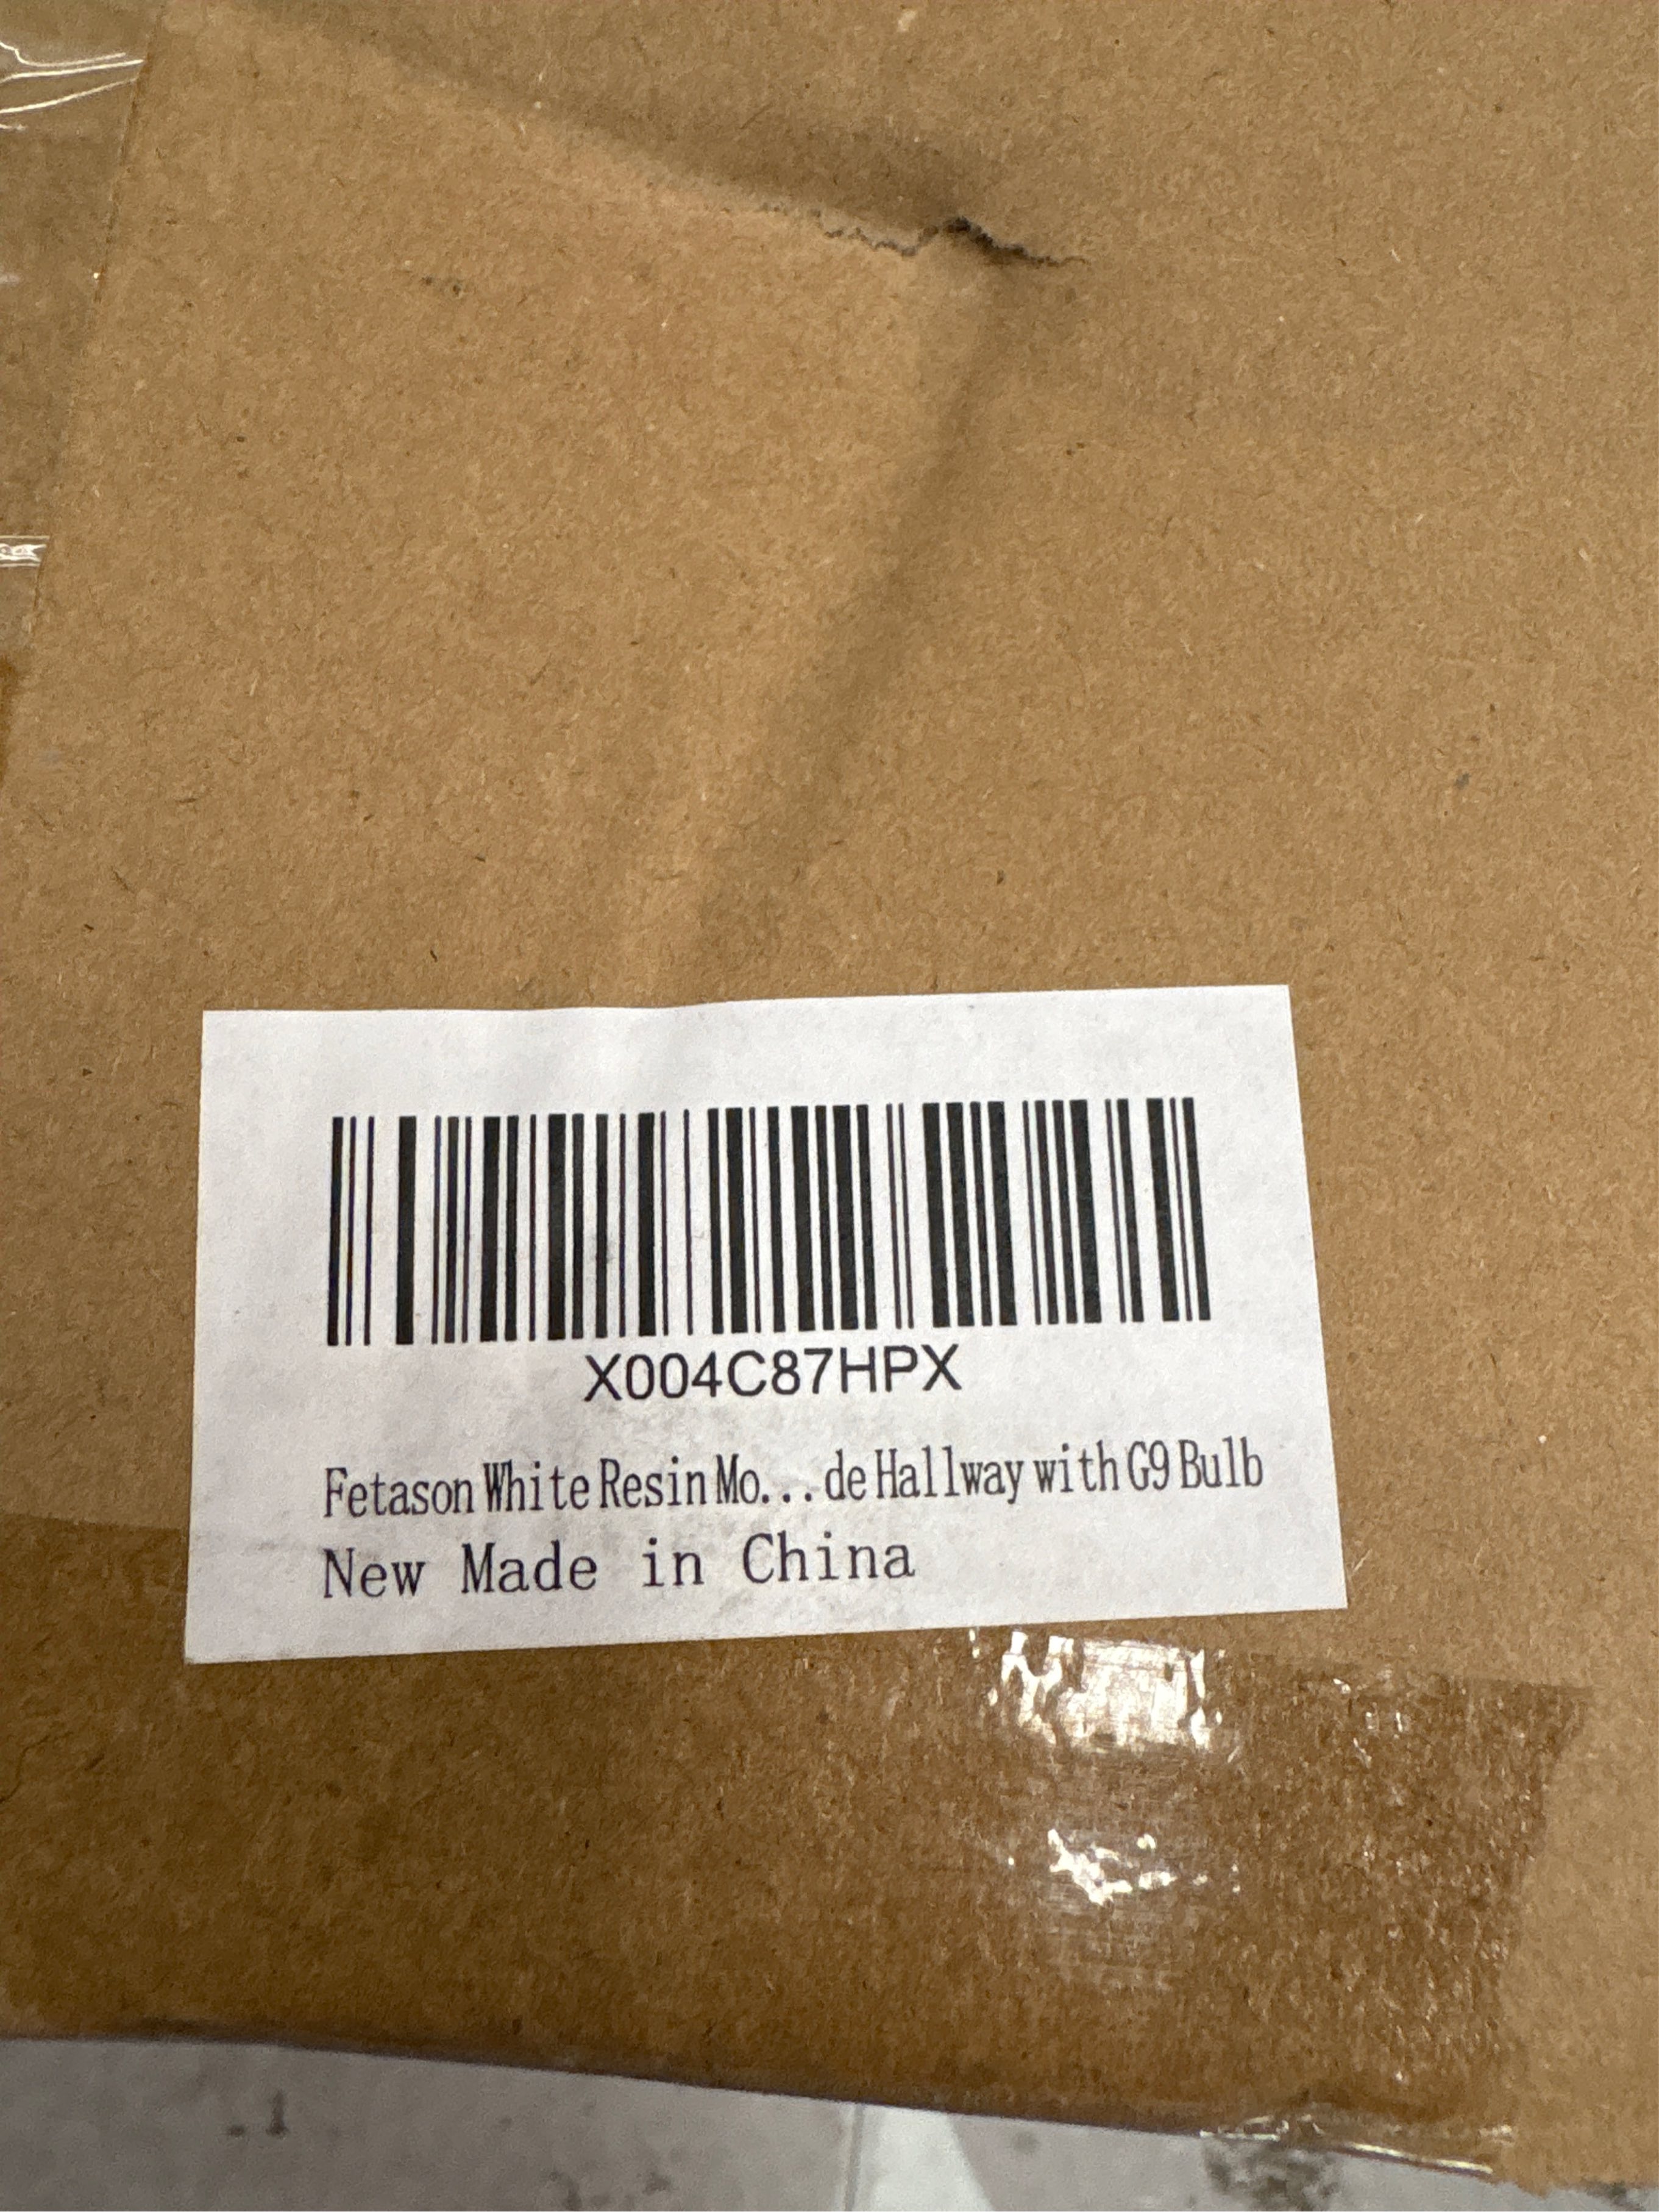 X004C87HPX
Fetason White Resin Mo...de Hallway with G9 Bulb
New Made in China